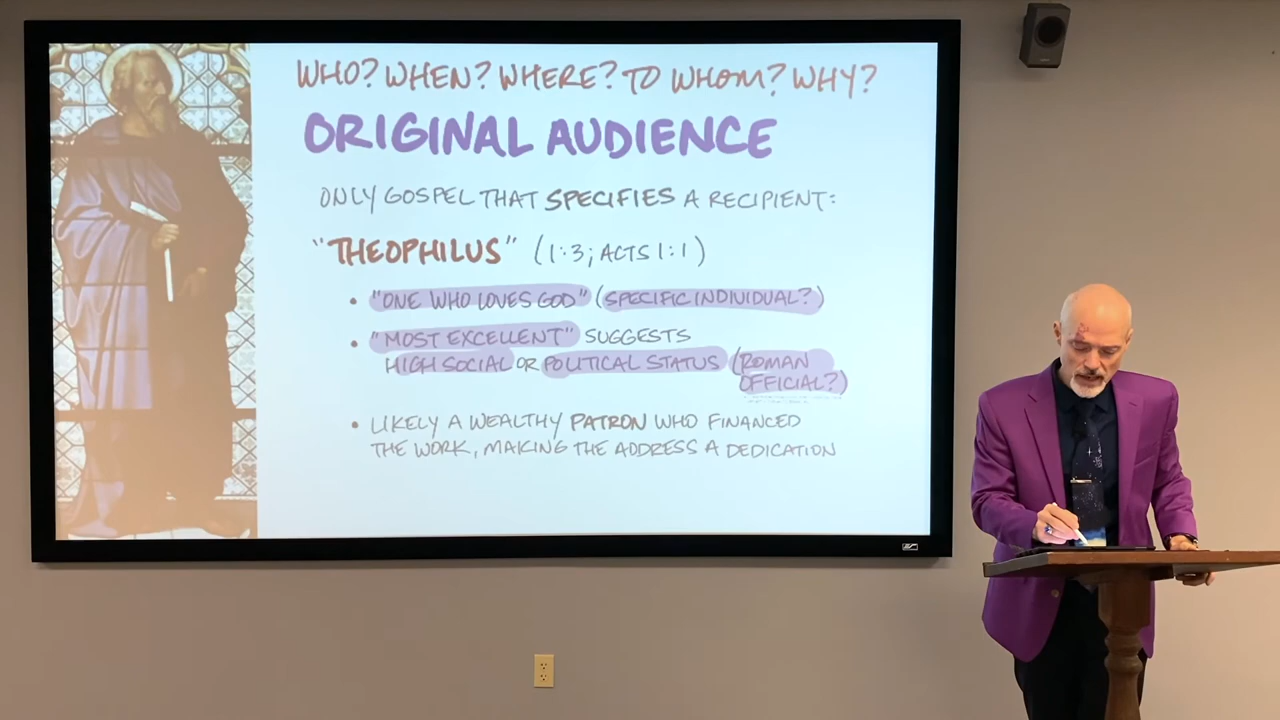 WHO? WHEN? WHERE? TO WHOM? WHY?
ORIGINAL AUDIENCE
ONLY GOSPEL THAT SPECIFIES A RECIPIENT:
"THEOPHILUS" (1:3; ACTS 1:1)
• "ONE WHO LOVES GOD" (SPECIFIC INDIVIDUAL?)
• "MOST EXCELLENT" SUGGESTS
HIGH SOCIAL OR POLITICAL STATUS (ROMAN
OFFICIAL?)
• LIKELY A WEALTHY PATRON WHO FINANCED
THE WORK, MAKING THE ADDRESS A DEDICATION